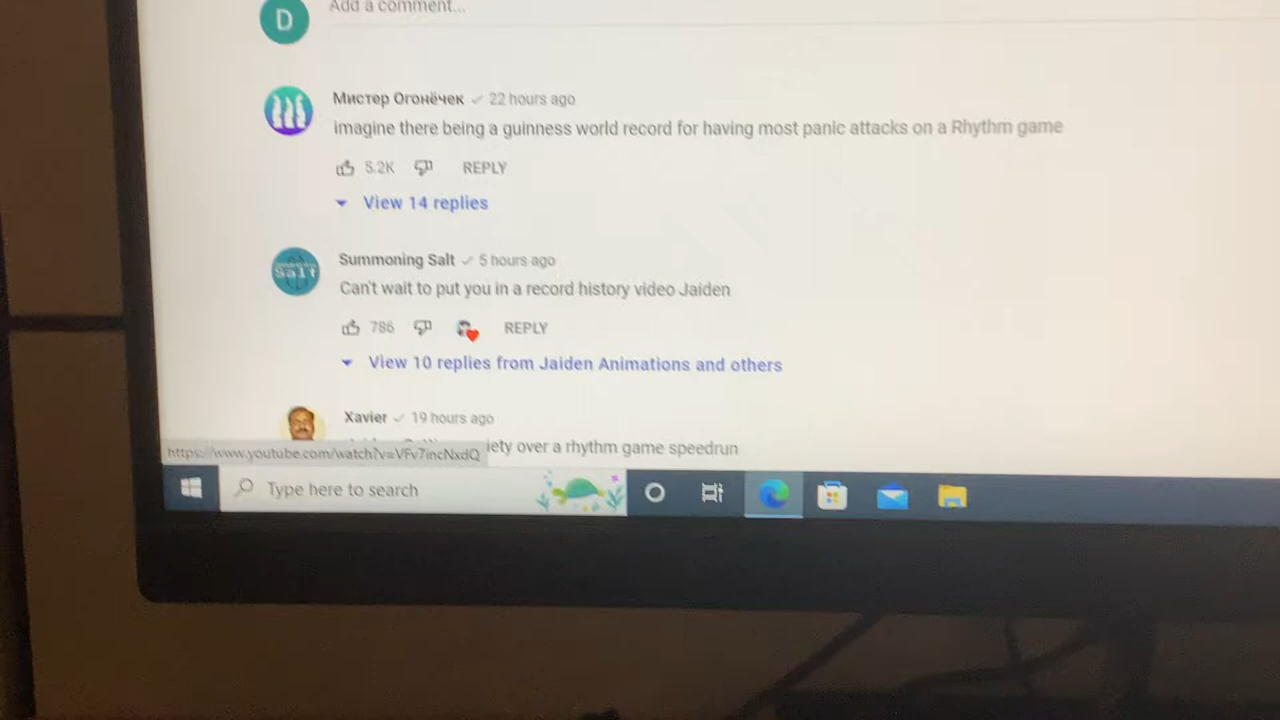 D
Add a comment...
Мистер Огонёчек 22 hours ago
imagine there being a guinness world record for having most panic attacks on a Rhythm game
5.2K REPLY
View 14 replies
Salt
Summoning Salt 5 hours ago
Can't wait to put you in a record history video Jaiden
786 REPLY
View 10 replies from Jaiden Animations and others
Xavier 19 hours ago
iety over a rhythm game speedrun
https://www.youtube.com/watch?v=VFv7incNxdQ
Type here to search